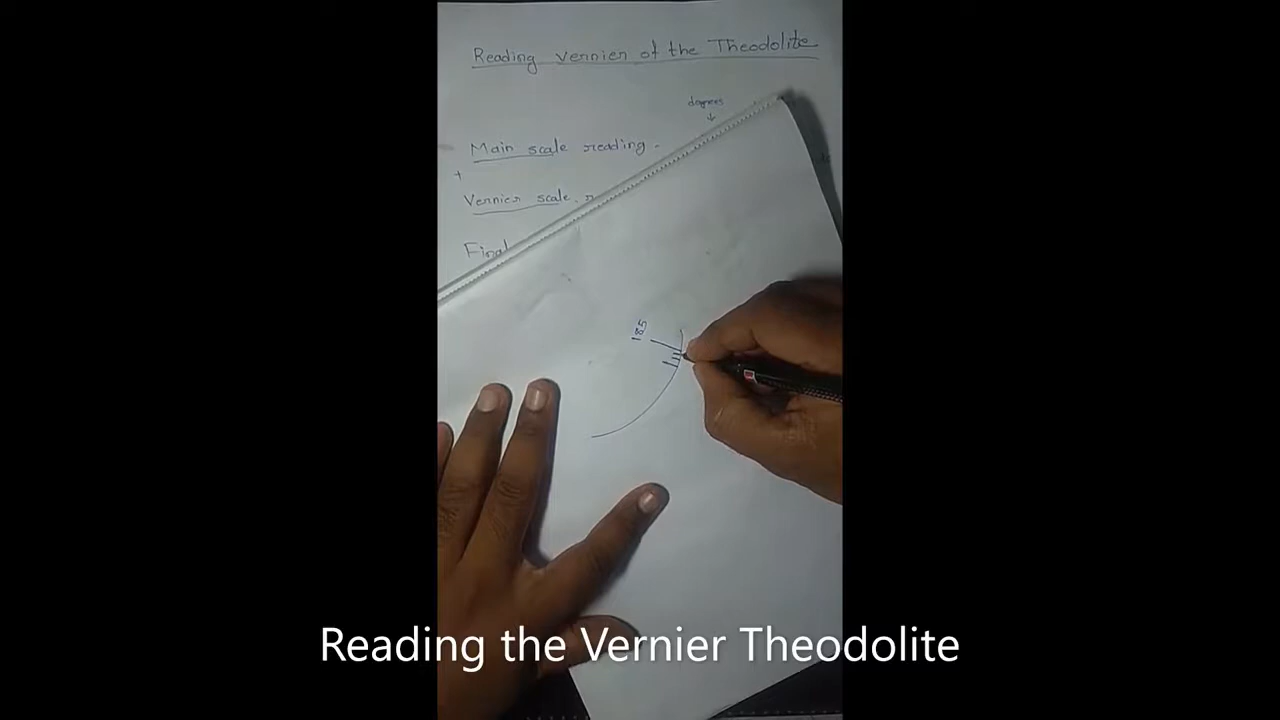 Reading Vernier of the Theodolite
degrees
Main scale reading -
+
Vernier scale.
Final
185
Reading the Vernier Theodolite